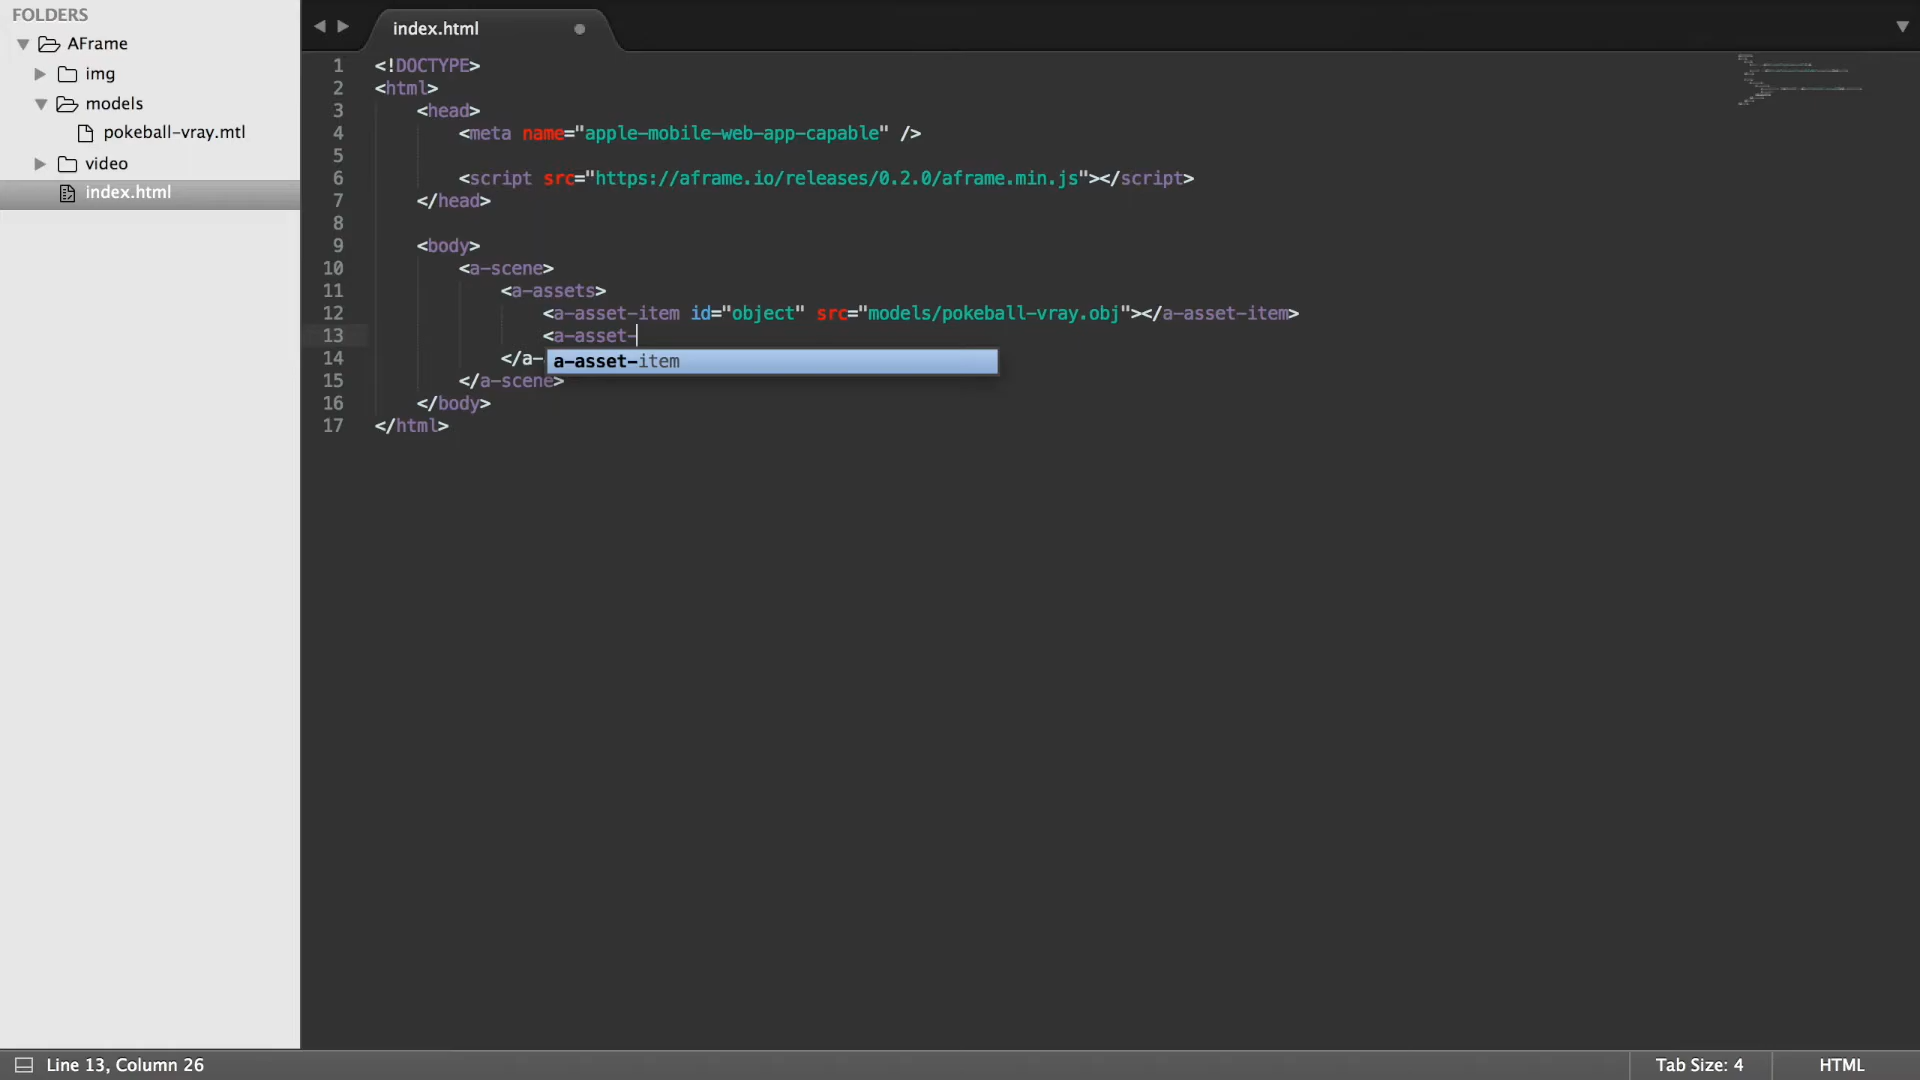 FOLDERS
AFrame
img
models
pokeball-vray.mtl
video
index.html
index.html
1 <!DOCTYPE>
2 <html>
3 <head>
4 <meta name="apple-mobile-web-app-capable" />
5
6 <script src="https://aframe.io/releases/0.2.0/aframe.min.js"></script>
7 </head>
8
9 <body>
10 <a-scene>
11 <a-assets>
12 <a-asset-item id="object" src="models/pokeball-vray.obj"></a-asset-item>
13 <a-asset-
14 </a-
a-asset-item
15 </a-scene>
16 </body>
17 </html>
Line 13, Column 26
Tab Size: 4
HTML